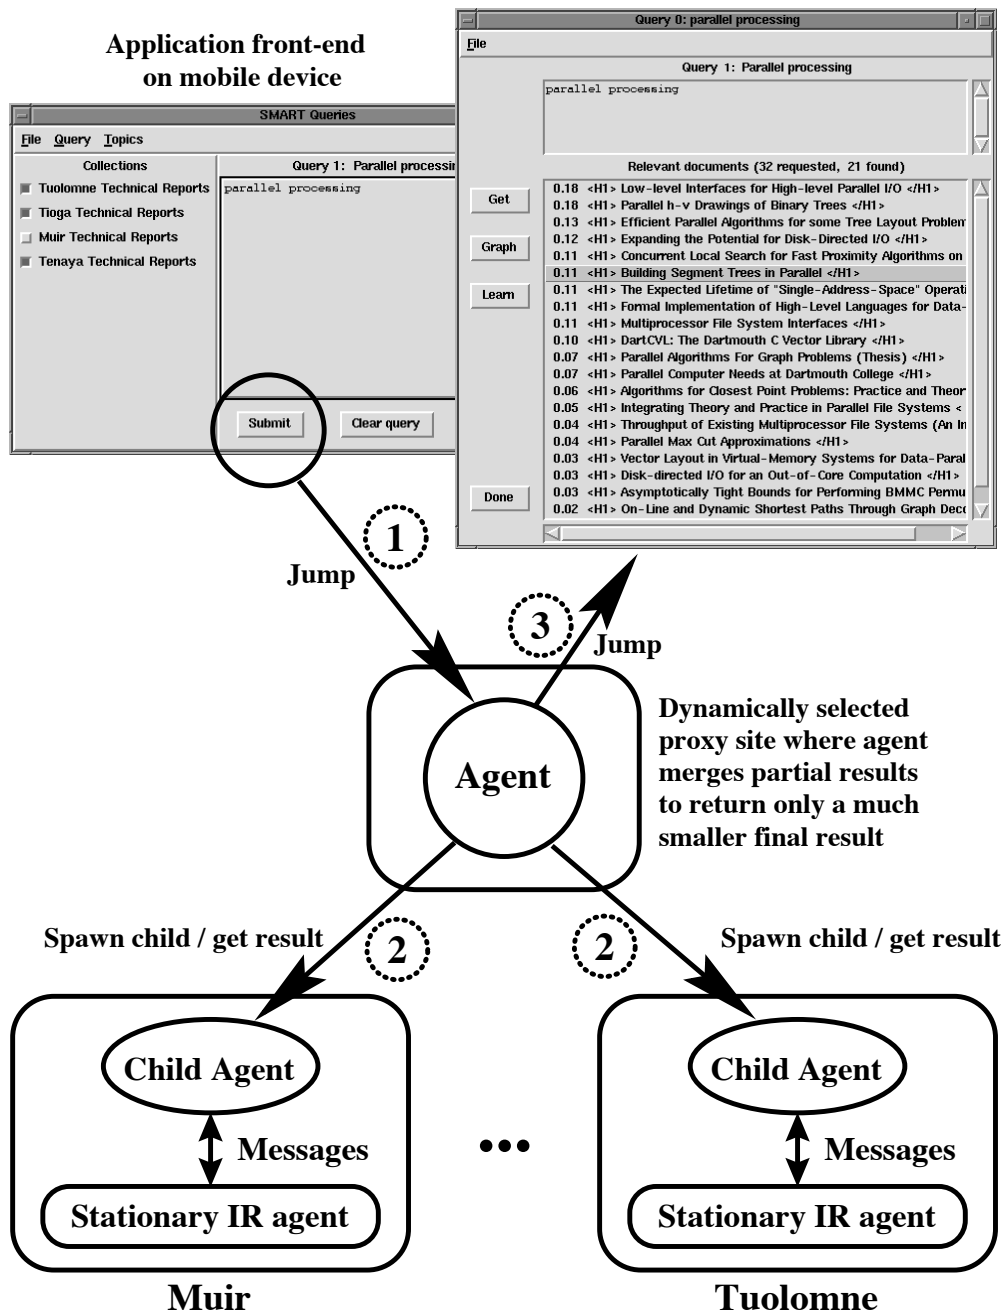 Application front-end
on mobile device
SMART Queries
File Query Topics
Collections
Tuolomne Technical Reports
Tioga Technical Reports
Muir Technical Reports
Tenaya Technical Reports
Query 1: Parallel processin
parallel processing
Submit
Clear query
Query 0: parallel processing
File
Query 1: Parallel processing
parallel processing
Relevant documents (32 requested, 21 found)
Get
Graph
Learn
Done
0.18 <H1> Low-level Interfaces for High-level Parallel I/O </H1>
0.18 <H1> Parallel h-v Drawings of Binary Trees </H1>
0.13 <H1> Efficient Parallel Algorithms for some Tree Layout Problem
0.12 <H1> Expanding the Potential for Disk-Directed I/O </H1>
0.11 <H1> Concurrent Local Search for Fast Proximity Algorithms on
0.11 <H1> Building Segment Trees in Parallel </H1>
0.11 <H1> The Expected Lifetime of "Single-Address-Space" Operati
0.11 <H1> Formal Implementation of High-Level Languages for Data-
0.11 <H1> Multiprocessor File System Interfaces </H1>
0.10 <H1> DartCVL: The Dartmouth C Vector Library </H1>
0.07 <H1> Parallel Algorithms For Graph Problems (Thesis) </H1>
0.07 <H1> Parallel Computer Needs at Dartmouth College </H1>
0.06 <H1> Algorithms for Closest Point Problems: Practice and Theor
0.05 <H1> Integrating Theory and Practice in Parallel File Systems <
0.04 <H1> Throughput of Existing Multiprocessor File Systems (An In
0.04 <H1> Parallel Max Cut Approximations </H1>
0.03 <H1> Vector Layout in Virtual-Memory Systems for Data-Paral
0.03 <H1> Disk-directed I/O for an Out-of-Core Computation </H1>
0.03 <H1> Asymptotically Tight Bounds for Performing BMMC Permu
0.02 <H1> On-Line and Dynamic Shortest Paths Through Graph Deco
1
Jump
3
Jump
Agent
Dynamically selected
proxy site where agent
merges partial results
to return only a much
smaller final result
Spawn child / get result
2
2
Spawn child / get result
Child Agent
Messages
Stationary IR agent
Muir
•••
Child Agent
Messages
Stationary IR agent
Tuolomne